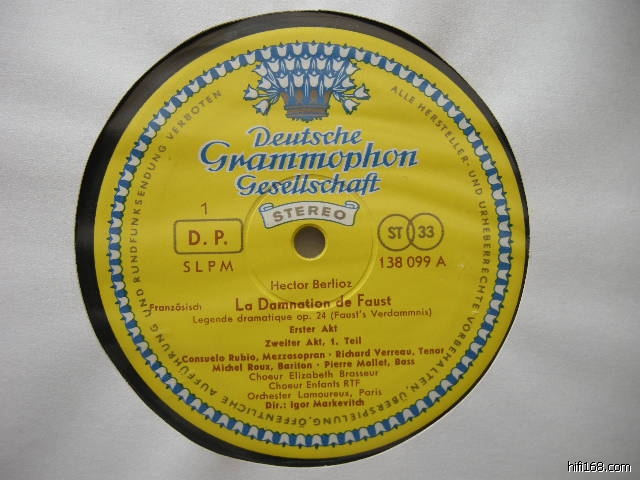 ALLE HERSTELLER- UND URHEBERRECHTE VORBEHALTEN, ÜBERSPIELUNG, ÖFFENTLICHE AUFFÜHRUNG UND RUNDFUNKSENDUNG VERBOTEN
Deutsche
Grammophon
Gesellschaft
STEREO
1
D. P.
SLPM
ST 33
138 099 A
Hector Berlioz
Französisch La Damnation de Faust
Legende dramatique op. 24 (Faust's Verdammnis)
Erster Akt
Zweiter Akt, 1. Teil
Consuelo Rubio, Mezzosopran · Richard Verreau, Tenor
Michel Roux, Bariton · Pierre Mollet, Bass
Choeur Elizabeth Brasseur
Choeur Enfants RTF
Orchester Lamoureux, Paris
Dir.: Igor Markevitch
hifi168.com